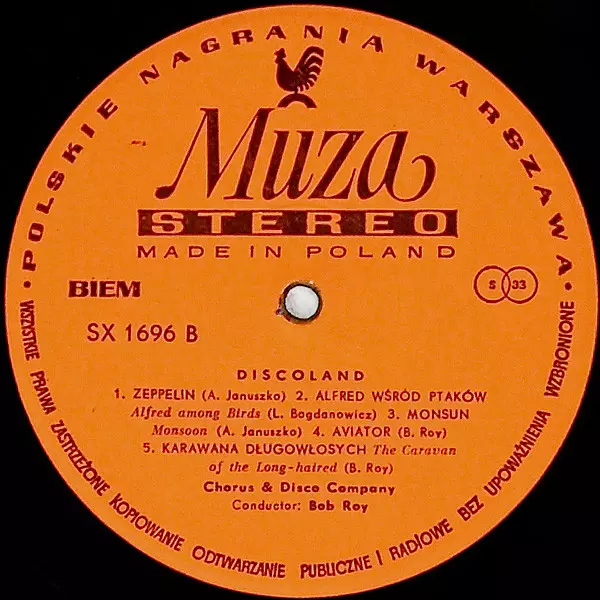 • POLSKIE NAGRANIA WARSZAWA •
Muza
STEREO
MADE IN POLAND
BIEM
S 33
SX 1696 B
DISCOLAND
1. ZEPPELIN (A. Januszko) 2. ALFRED WŚRÓD PTAKÓW
Alfred among Birds (L. Bogdanowicz) 3. MONSUN
Monsoon (A. Januszko) 4. AVIATOR (B. Roy)
5. KARAWANA DŁUGOWŁOSYCH The Caravan
of the Long-haired (B. Roy)
Chorus & Disco Company
Conductor: Bob Roy
WSZYSTKIE PRAWA ZASTRZEŻONE KOPIOWANIE ODTWARZANIE PUBLICZNE I RADIOWE BEZ UPOWAŻNIENIA WZBRONIONE